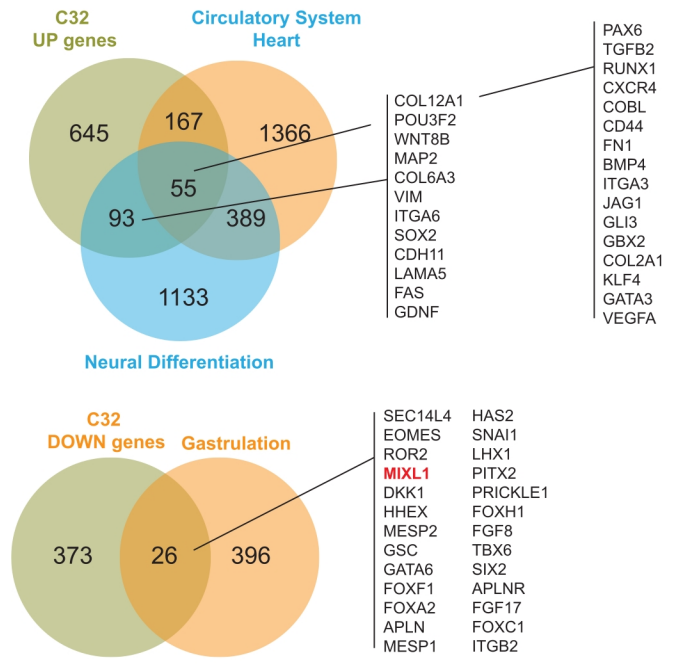 C32
UP genes
Circulatory System
Heart
645
167
1366
55
93
389
1133
Neural Differentiation
COL12A1
POU3F2
WNT8B
MAP2
COL6A3
VIM
ITGA6
SOX2
CDH11
LAMA5
FAS
GDNF
PAX6
TGFB2
RUNX1
CXCR4
COBL
CD44
FN1
BMP4
ITGA3
JAG1
GLI3
GBX2
COL2A1
KLF4
GATA3
VEGFA
C32
DOWN genes
Gastrulation
373
26
396
SEC14L4
EOMES
ROR2
MIXL1
DKK1
HHEX
MESP2
GSC
GATA6
FOXF1
FOXA2
APLN
MESP1
HAS2
SNAI1
LHX1
PITX2
PRICKLE1
FOXH1
FGF8
TBX6
SIX2
APLNR
FGF17
FOXC1
ITGB2